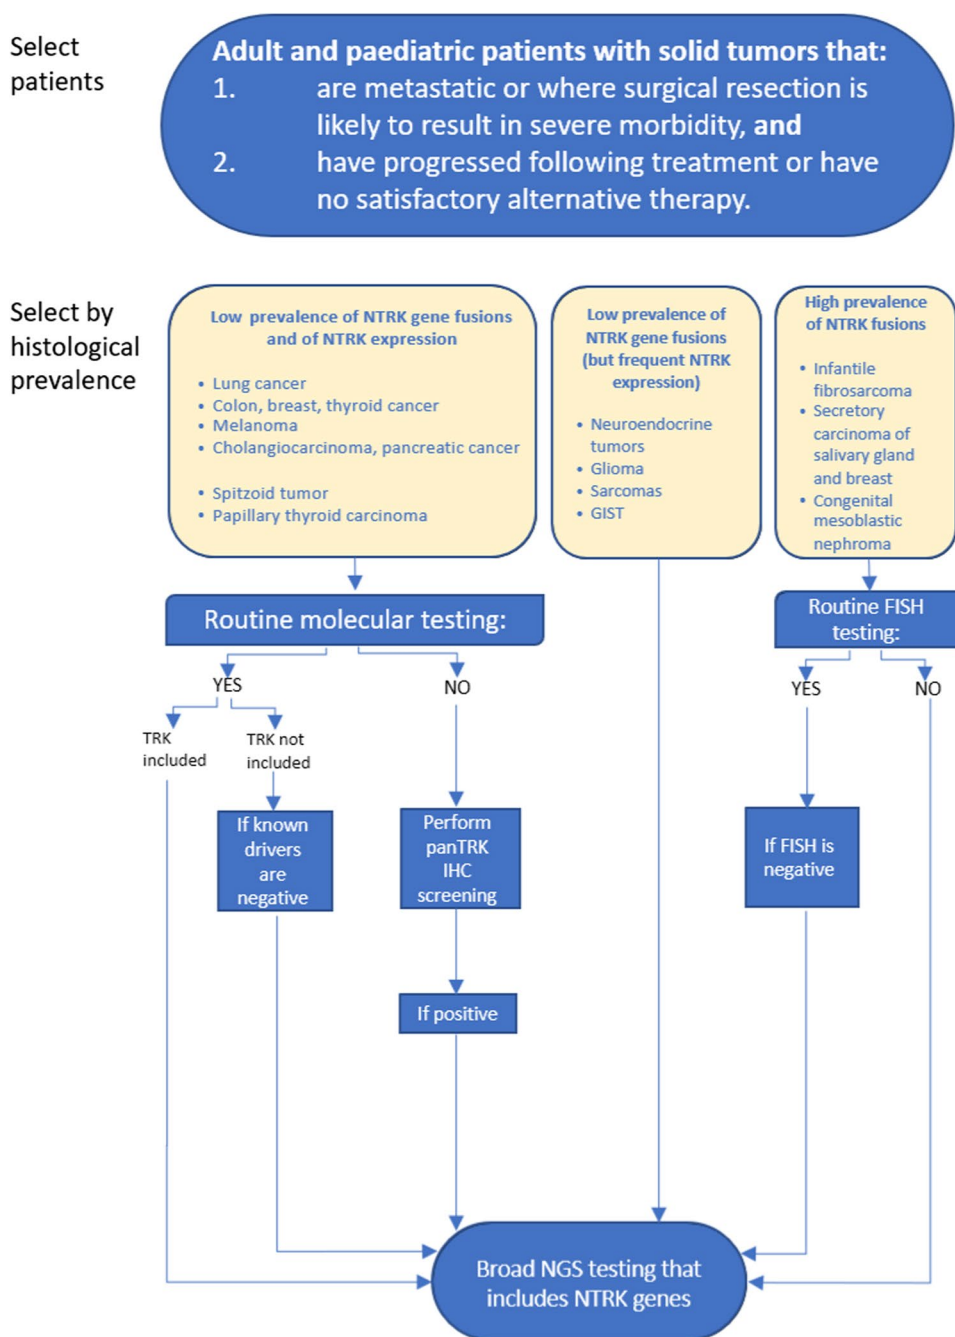 Select
patients
Adult and paediatric patients with solid tumors that:
1. are metastatic or where surgical resection is
likely to result in severe morbidity, and
2. have progressed following treatment or have
no satisfactory alternative therapy.
Select by
histological
prevalence
Low prevalence of NTRK gene fusions
and of NTRK expression
• Lung cancer
• Colon, breast, thyroid cancer
• Melanoma
• Cholangiocarcinoma, pancreatic cancer
• Spitzoid tumor
• Papillary thyroid carcinoma
Low prevalence of
NTRK gene fusions
(but frequent NTRK
expression)
• Neuroendocrine
tumors
• Glioma
• Sarcomas
• GIST
High prevalence
of NTRK fusions
• Infantile
fibrosarcoma
• Secretory
carcinoma of
salivary gland
and breast
• Congenital
mesoblastic
nephroma
Routine molecular testing:
YES
NO
TRK
included
TRK not
included
If known
drivers
are
negative
Perform
panTRK
IHC
screening
If positive
Routine FISH
testing:
YES
NO
If FISH is
negative
Broad NGS testing that
includes NTRK genes